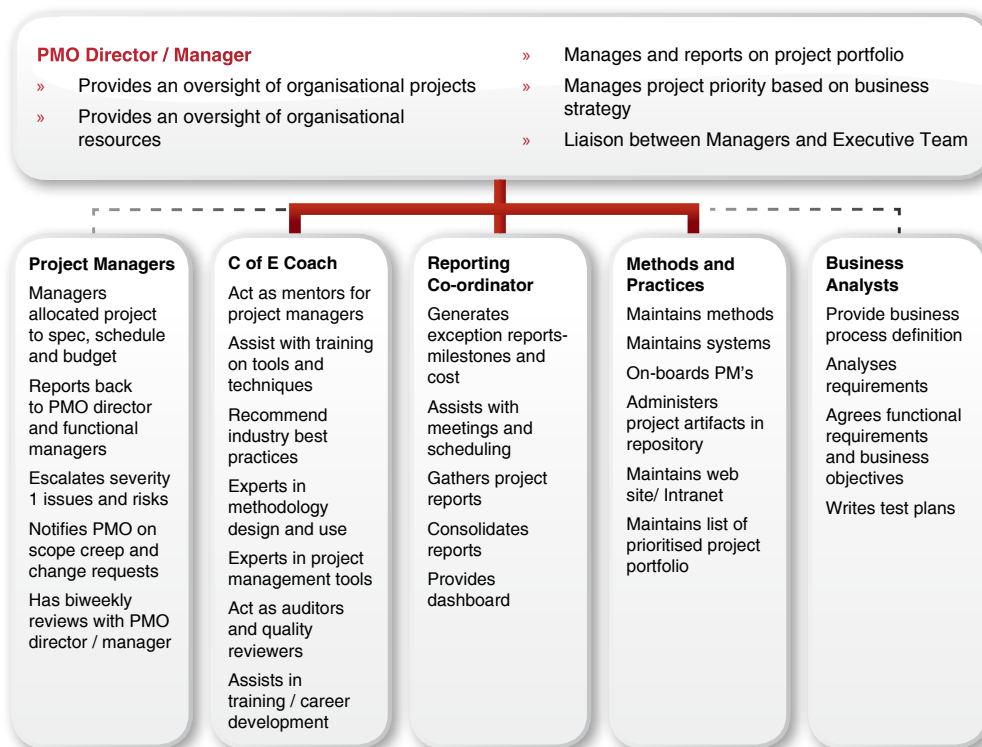 PMO Director / Manager
» Provides an oversight of organisational projects
» Provides an oversight of organisational
resources
» Manages and reports on project portfolio
» Manages project priority based on business
strategy
» Liaison between Managers and Executive Team
Project Managers
Managers
allocated project
to spec, schedule
and budget
Reports back
to PMO director
and functional
managers
Escalates severity
1 issues and risks
Notifies PMO on
scope creep and
change requests
Has biweekly
reviews with PMO
director / manager
C of E Coach
Act as mentors for
project managers
Assist with training
on tools and
techniques
Recommend
industry best
practices
Experts in
methodology
design and use
Experts in project
management tools
Act as auditors
and quality
reviewers
Assists in
training / career
development
Reporting
Co-ordinator
Generates
exception reports-
milestones and
cost
Assists with
meetings and
scheduling
Gathers project
reports
Consolidates
reports
Provides
dashboard
Methods and
Practices
Maintains methods
Maintains systems
On-boards PM's
Administers
project artifacts in
repository
Maintains web
site/ Intranet
Maintains list of
prioritised project
portfolio
Business
Analysts
Provide business
process definition
Analyses
requirements
Agrees functional
requirements
and business
objectives
Writes test plans